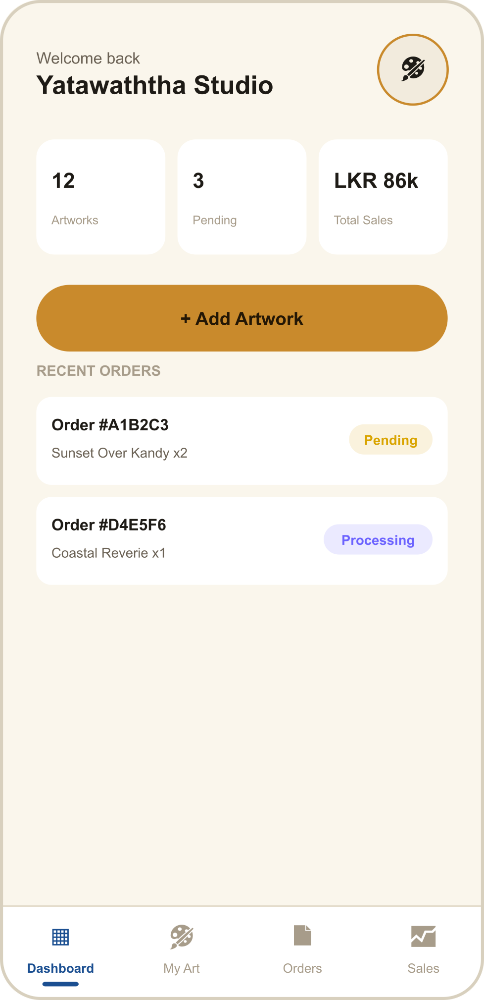 Welcome back
Yatawaththa Studio
12
Artworks
3
Pending
LKR 86k
Total Sales
+ Add Artwork
RECENT ORDERS
Order #A1B2C3
Sunset Over Kandy x2
Pending
Order #D4E5F6
Coastal Reverie x1
Processing
Dashboard
My Art
Orders
Sales